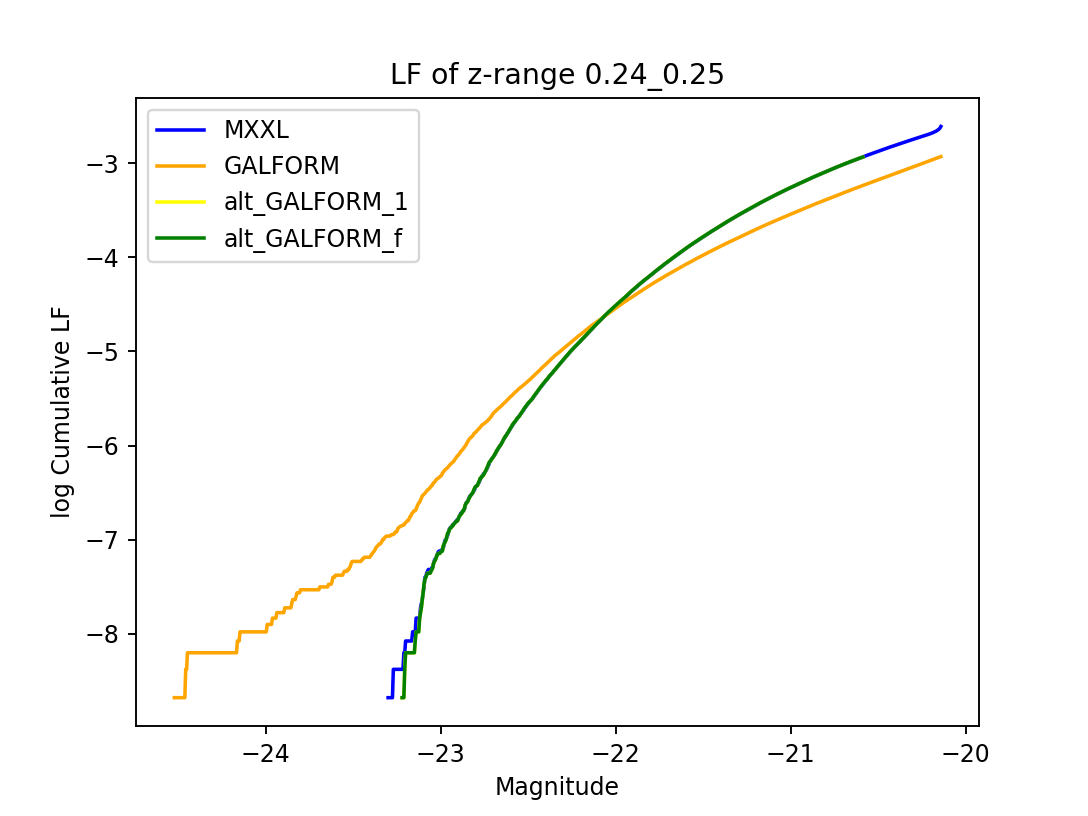 LF of z-range 0.24_0.25
MXXL
GALFORM
alt_GALFORM_1
alt_GALFORM_f
−3
−4
−5
−6
−7
−8
log Cumulative LF
−24
−23
−22
−21
−20
Magnitude